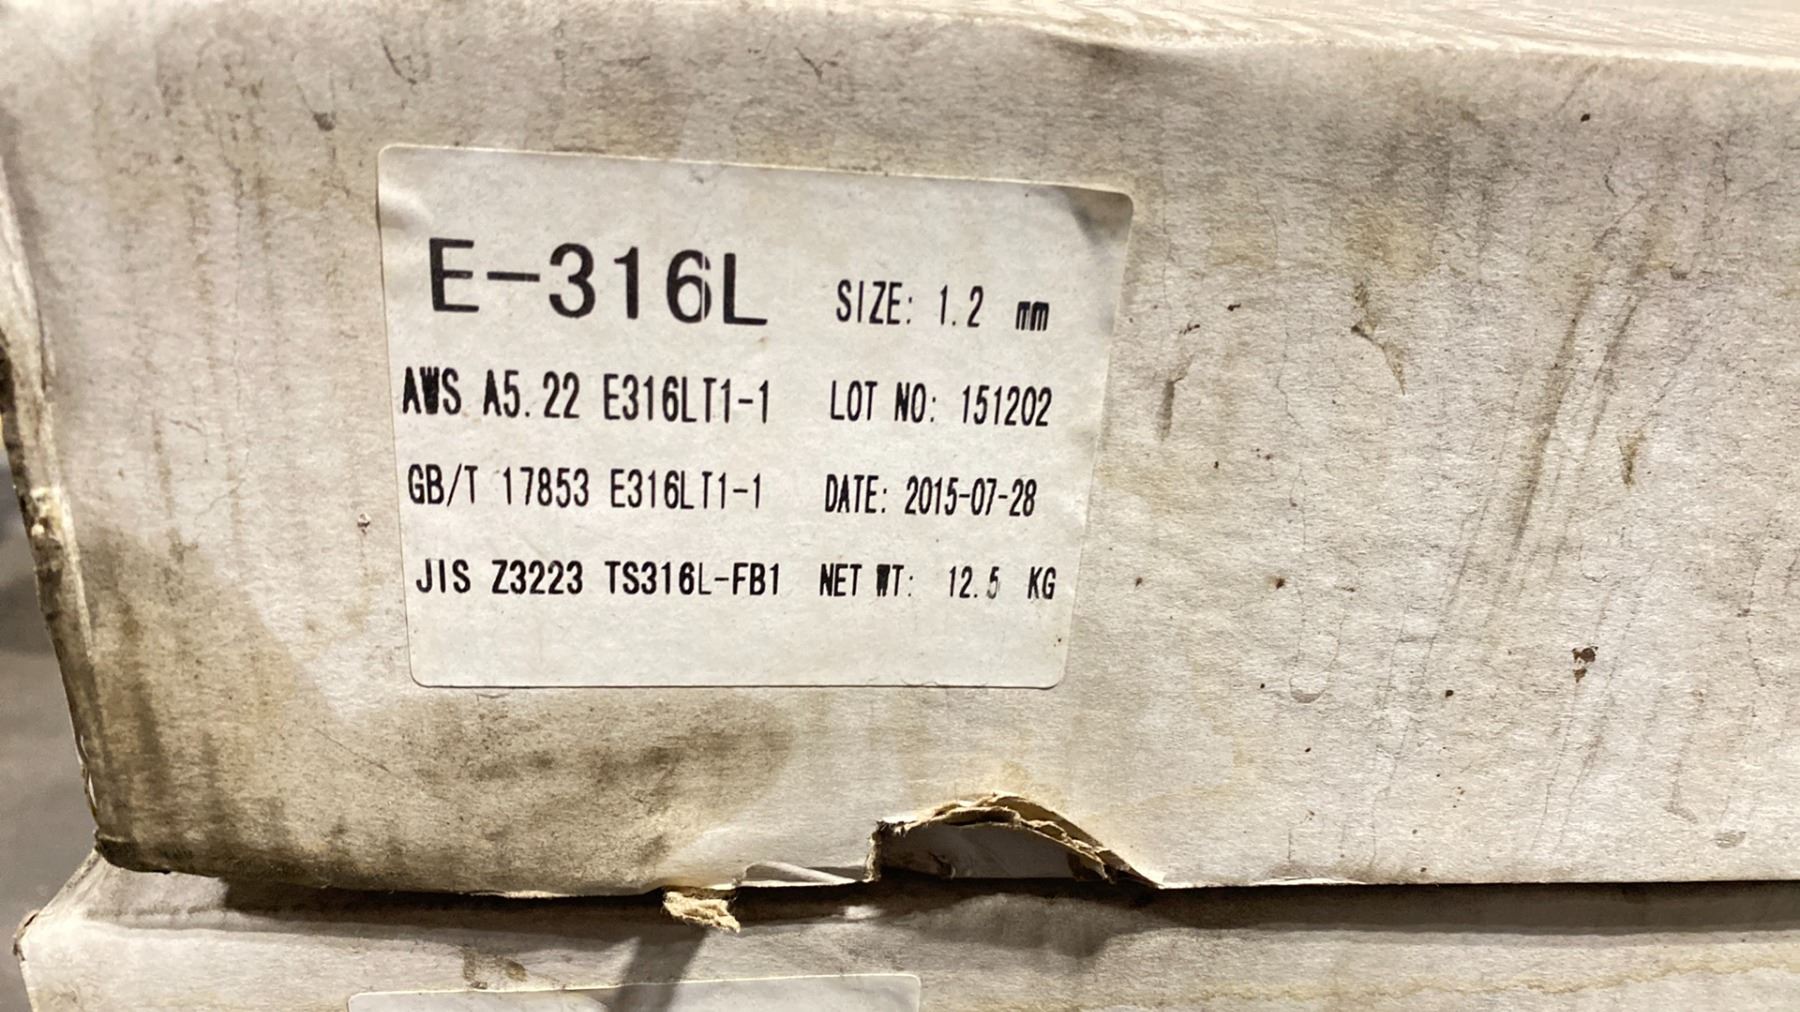 E-316L SIZE: 1.2 mm
AWS A5.22 E316LT1-1 LOT NO: 151202
GB/T 17853 E316LT1-1 DATE: 2015-07-28
JIS Z3223 TS316L-FB1 NET WT: 12.5 KG